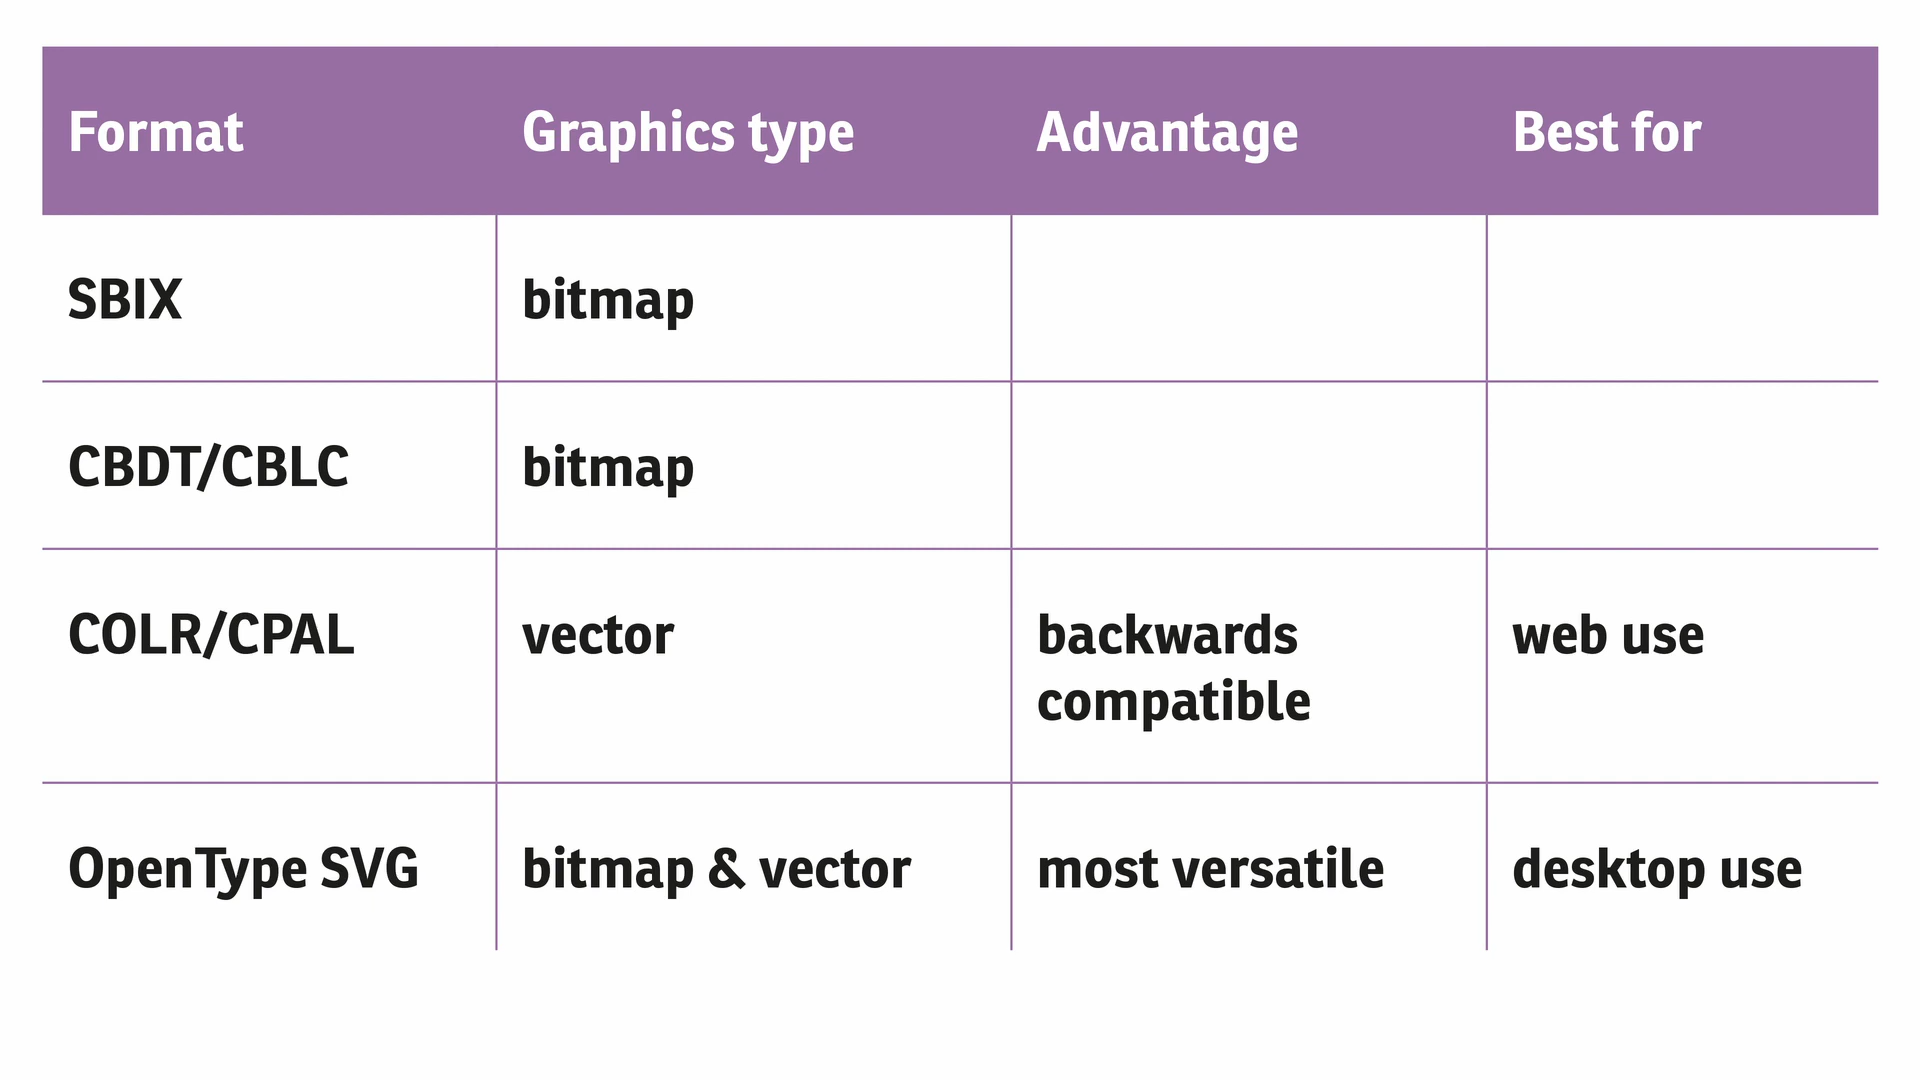 Format Graphics type Advantage Best for
SBIX bitmap
CBDT/CBLC bitmap
COLR/CPAL vector backwards web use
compatible
OpenType SVG bitmap & vector most versatile desktop use